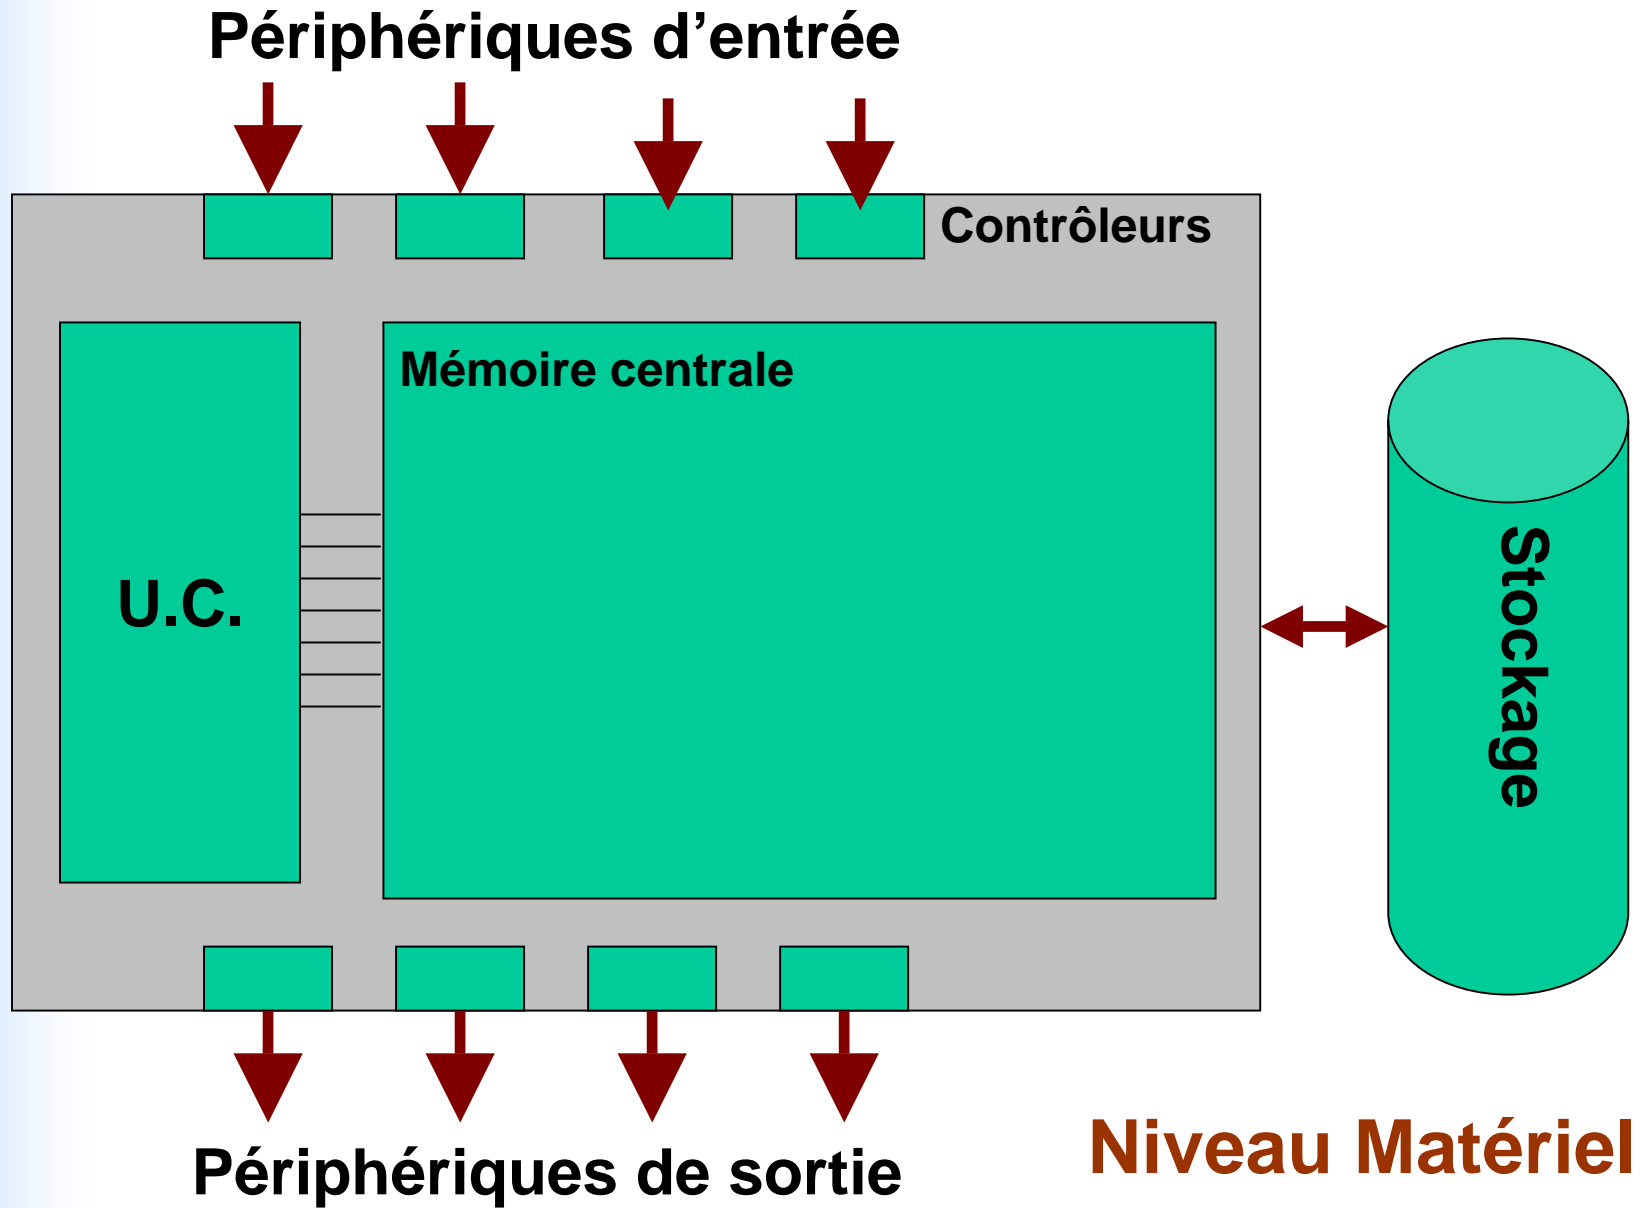 Périphériques d’entrée
Contrôleurs
Mémoire centrale
U.C.
Stockage
Périphériques de sortie
Niveau Matériel